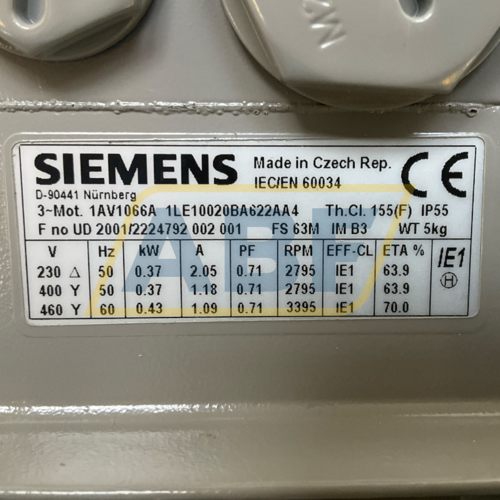 M2
SIEMENS Made in Czech Rep.
D-90441 Nürnberg IEC/EN 60034
3~Mot. 1AV1066A 1LE10020BA622AA4 Th.Cl. 155(F) IP55
F no UD 2001/2224792 002 001 FS 63M IM B3 WT 5kg
V Hz kW A PF RPM EFF-CL ETA % IE1
230 Δ 50 0.37 2.05 0.71 2795 IE1 63.9 H
400 Y 50 0.37 1.18 0.71 2795 IE1 63.9
460 Y 60 0.43 1.09 0.71 3395 IE1 70.0
ABF